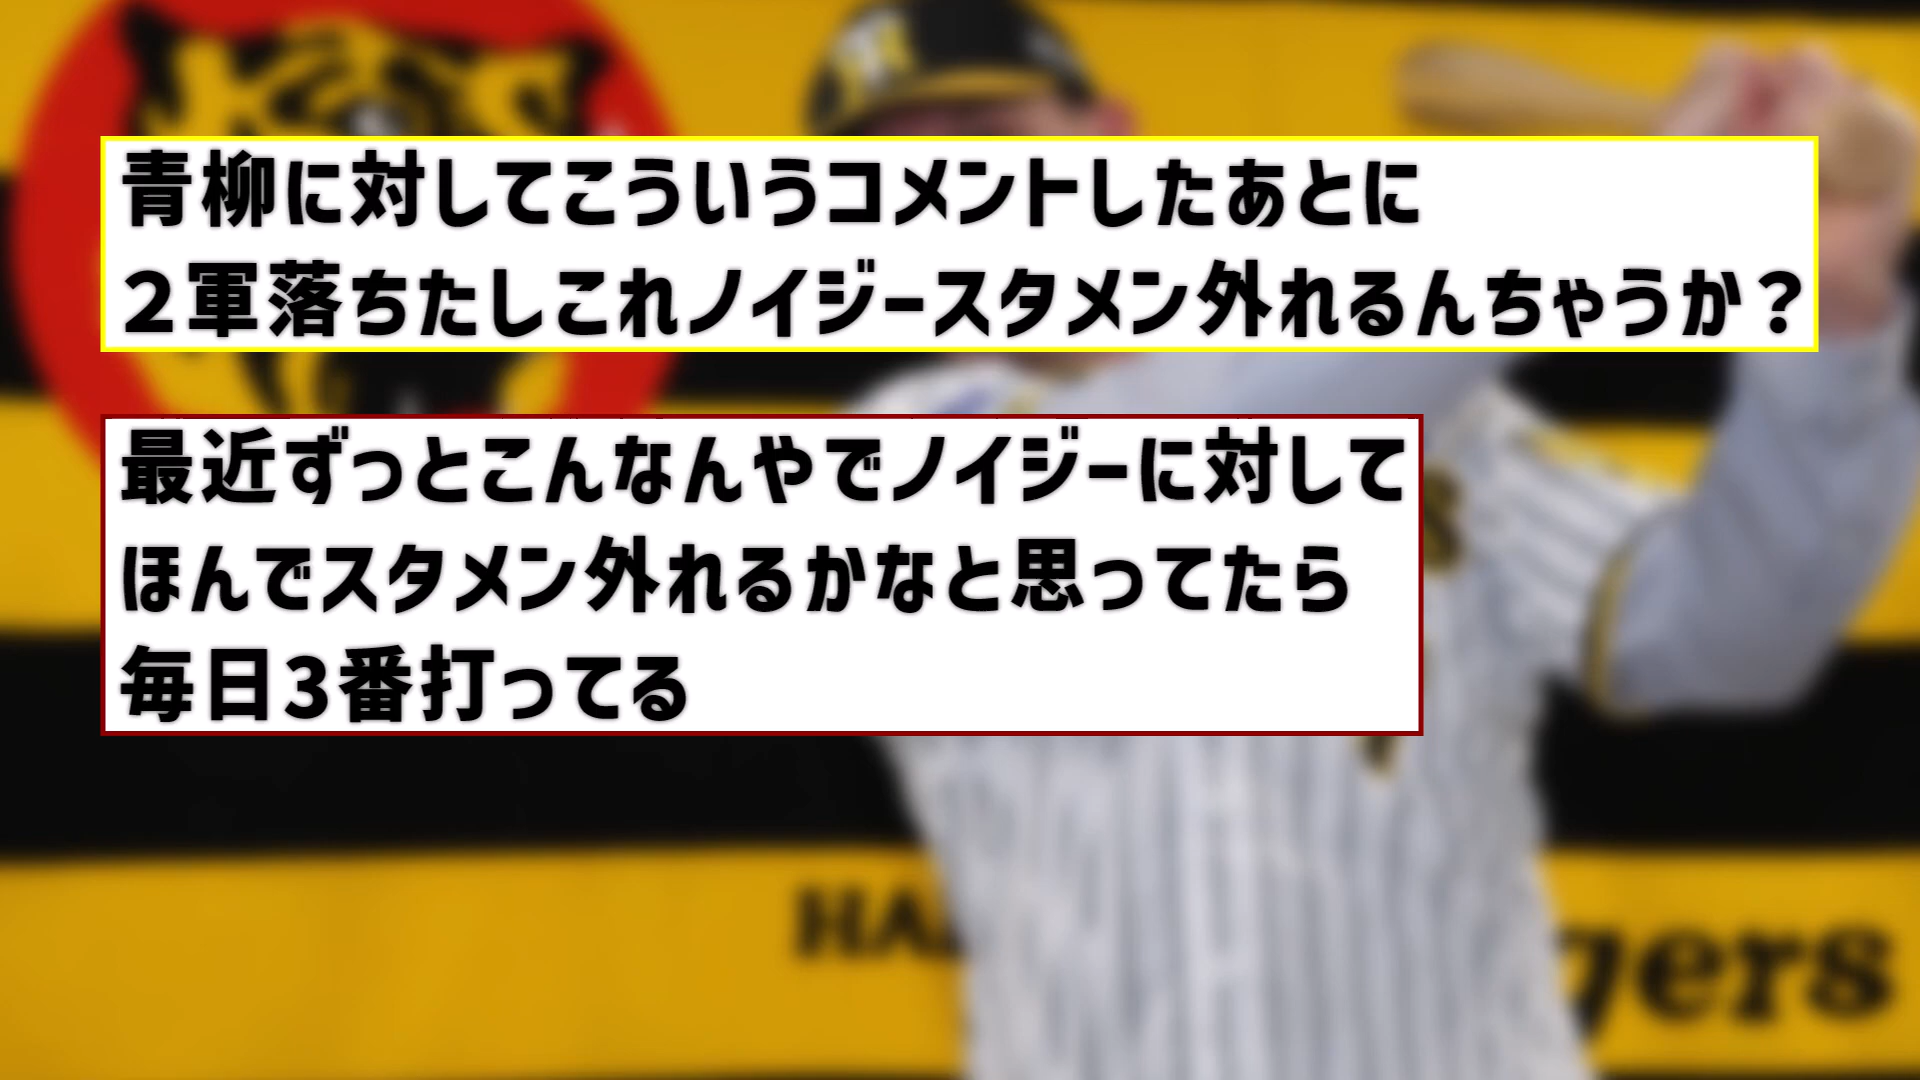 青柳に対してこういうコメントしたあとに
２軍落ちたしこれノイジースタメン外れるんちゃうか？
最近ずっとこんなんやでノイジーに対して
ほんでスタメン外れるかなと思ってたら
毎日3番打ってる
HA
gers